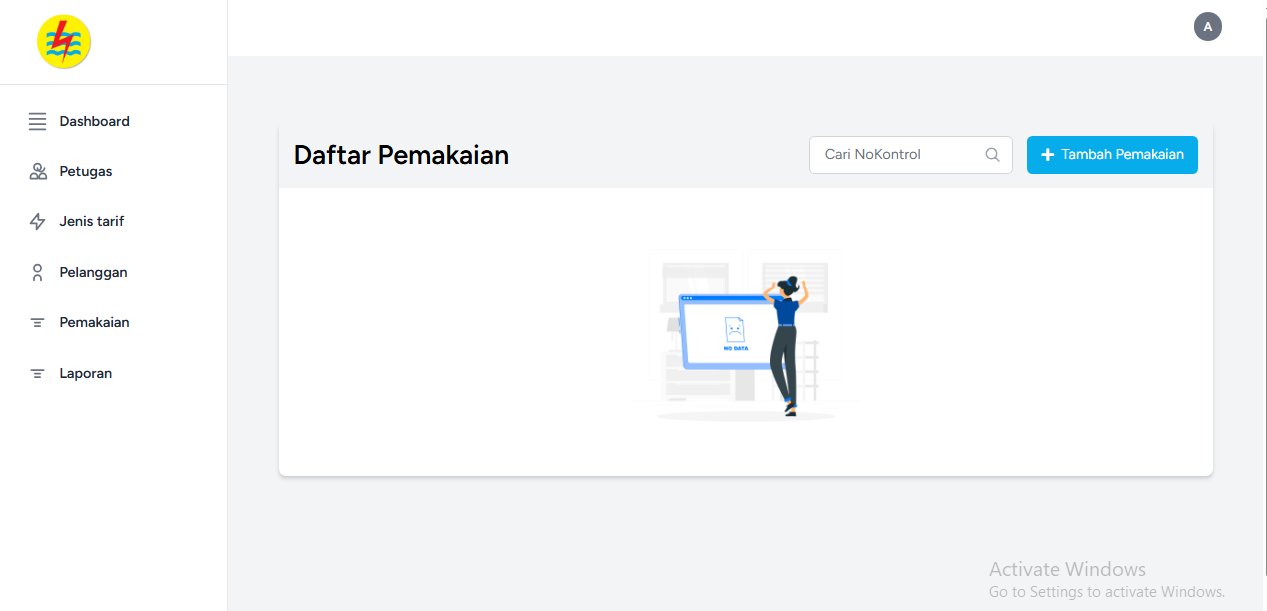 A
Dashboard
Petugas
Jenis tarif
Pelanggan
Pemakaian
Laporan
Daftar Pemakaian
Cari NoKontrol
Tambah Pemakaian
NO DATA
Activate Windows
Go to Settings to activate Windows.